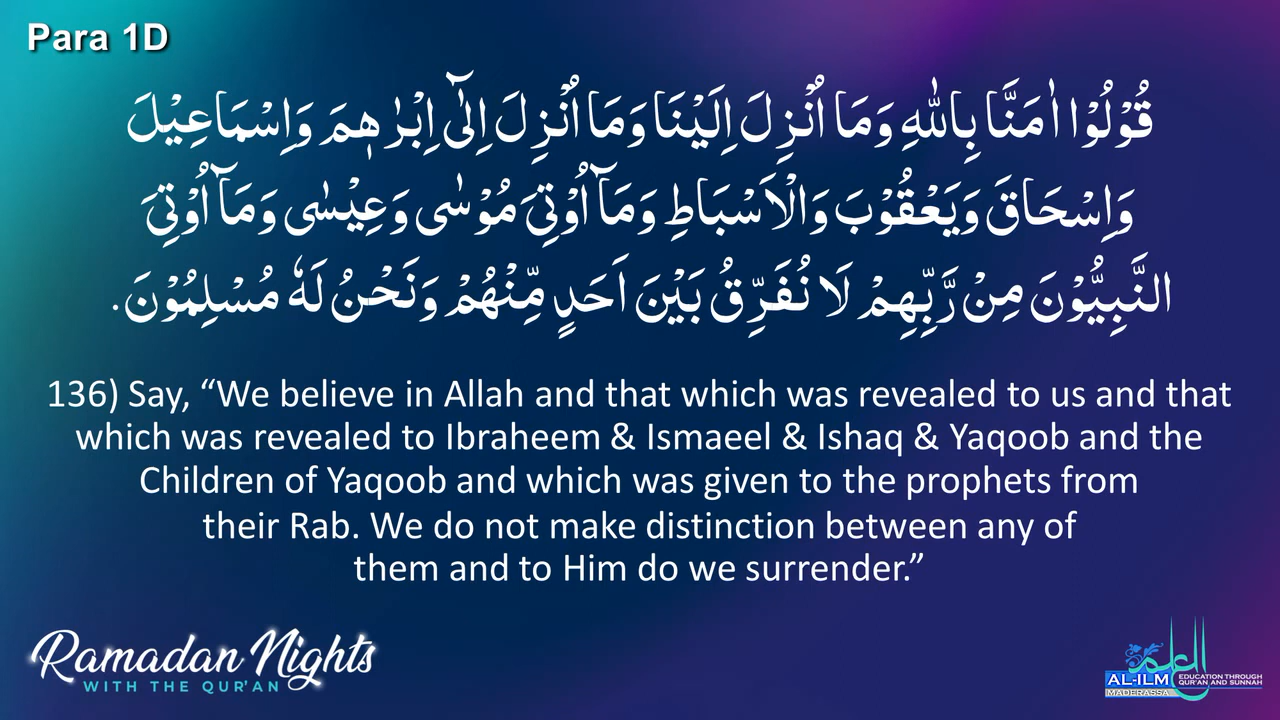 Para 1D
قُوْلُوْا اٰمَنَّا بِاللّٰهِ وَمَا اُنْزِلَ اِلَيْنَا وَمَا اُنْزِلَ اِلٰٓى اِبْرٰهٖمَ وَاِسْمَاعِيْلَ
وَاِسْحَاقَ وَيَعْقُوْبَ وَالْاَسْبَاطِ وَمَآ اُوْتِيَ مُوْسٰى وَعِيْسٰى وَمَآ اُوْتِيَ
النَّبِيُّوْنَ مِنْ رَّبِّهِمْ لَا نُفَرِّقُ بَيْنَ اَحَدٍ مِّنْهُمْ وَنَحْنُ لَهٗ مُسْلِمُوْنَ.
136) Say, “We believe in Allah and that which was revealed to us and that
which was revealed to Ibraheem & Ismaeel & Ishaq & Yaqoob and the
Children of Yaqoob and which was given to the prophets from
their Rab. We do not make distinction between any of
them and to Him do we surrender.”
Ramadan Nights
WITH THE QUR'AN
العلم
AL-ILM
MADERASSA
EDUCATION THROUGH
QUR'AN AND SUNNAH